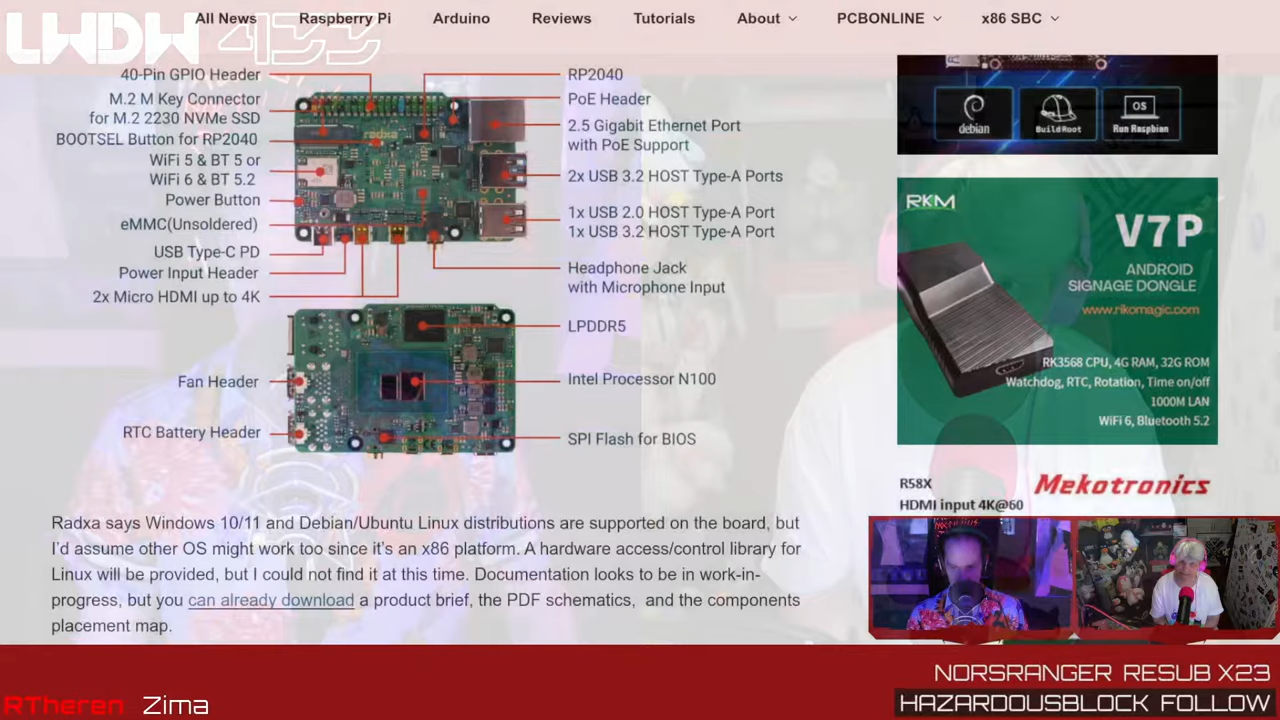 LWDW 433
All News Raspberry Pi Arduino Reviews Tutorials About PCBONLINE x86 SBC
40-Pin GPIO Header
M.2 M Key Connector
for M.2 2230 NVMe SSD
BOOTSEL Button for RP2040
WiFi 5 & BT 5 or
WiFi 6 & BT 5.2
Power Button
eMMC(Unsoldered)
USB Type-C PD
Power Input Header
2x Micro HDMI up to 4K
radxa
RP2040
PoE Header
2.5 Gigabit Ethernet Port
with PoE Support
2x USB 3.2 HOST Type-A Ports
1x USB 2.0 HOST Type-A Port
1x USB 3.2 HOST Type-A Port
Headphone Jack
with Microphone Input
LPDDR5
Fan Header
Intel Processor N100
RTC Battery Header
SPI Flash for BIOS
Radxa says Windows 10/11 and Debian/Ubuntu Linux distributions are supported on the board, but
I'd assume other OS might work too since it's an x86 platform. A hardware access/control library for
Linux will be provided, but I could not find it at this time. Documentation looks to be in work-in-
progress, but you can already download a product brief, the PDF schematics, and the components
placement map.
OS
debian BuildRoot Run Raspbian
RKM
V7P
ANDROID
SIGNAGE DONGLE
www.rikomagic.com
RK3568 CPU, 4G RAM, 32G ROM
Watchdog, RTC, Rotation, Time on/off
1000M LAN
WiFi 6, Bluetooth 5.2
R58X Mekotronics
HDMI input 4K@60
RTheren Zima
NORSRANGER RESUB X23
HAZARDOUSBLOCK FOLLOW